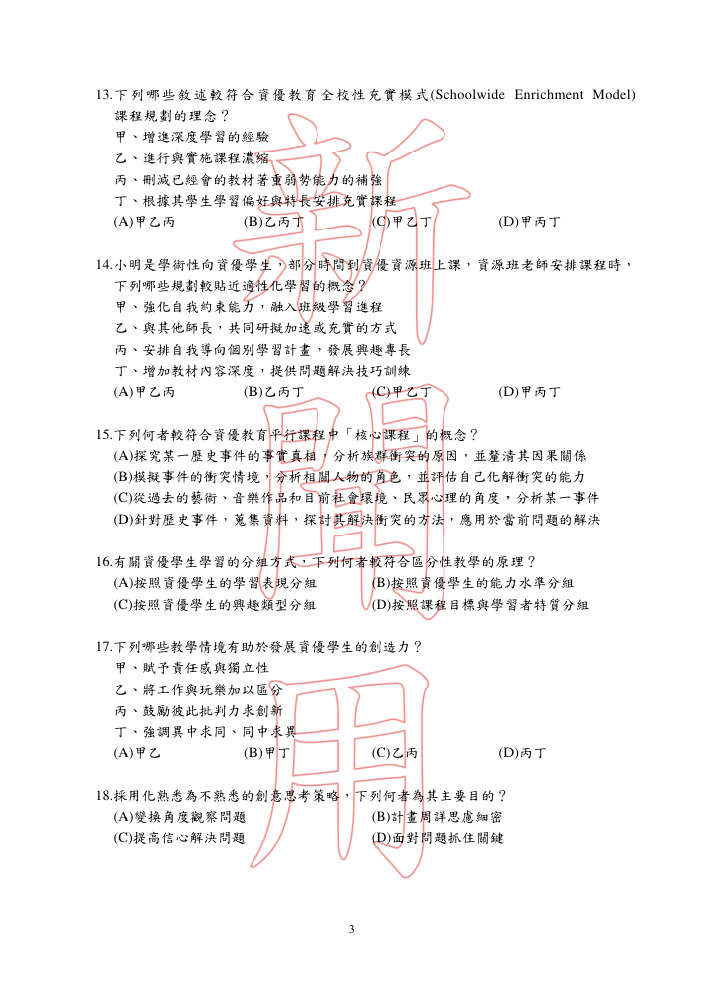 13.下列哪些敘述較符合資優教育全校性充實模式(Schoolwide Enrichment Model)
課程規劃的理念？
甲、增進深度學習的經驗
乙、進行與實施課程濃縮
丙、刪減已經會的教材著重弱勢能力的補強
丁、根據其學生學習偏好與特長安排充實課程
(A)甲乙丙 (B)乙丙丁 (C)甲乙丁 (D)甲丙丁
14.小明是學術性向資優學生，部分時間到資優資源班上課，資源班老師安排課程時，
下列哪些規劃較貼近適性化學習的概念？
甲、強化自我約束能力，融入班級學習進程
乙、與其他師長，共同研擬加速或充實的方式
丙、安排自我導向個別學習計畫，發展興趣專長
丁、增加教材內容深度，提供問題解決技巧訓練
(A)甲乙丙 (B)乙丙丁 (C)甲乙丁 (D)甲丙丁
15.下列何者較符合資優教育平行課程中「核心課程」的概念？
(A)探究某一歷史事件的事實真相，分析族群衝突的原因，並釐清其因果關係
(B)模擬事件的衝突情境，分析相關人物的角色，並評估自己化解衝突的能力
(C)從過去的藝術、音樂作品和目前社會環境、民眾心理的角度，分析某一事件
(D)針對歷史事件，蒐集資料，探討其解決衝突的方法，應用於當前問題的解決
16.有關資優學生學習的分組方式，下列何者較符合區分性教學的原理？
(A)按照資優學生的學習表現分組 (B)按照資優學生的能力水準分組
(C)按照資優學生的興趣類型分組 (D)按照課程目標與學習者特質分組
17.下列哪些教學情境有助於發展資優學生的創造力？
甲、賦予責任感與獨立性
乙、將工作與玩樂加以區分
丙、鼓勵彼此批判力求創新
丁、強調異中求同、同中求異
(A)甲乙 (B)甲丁 (C)乙丙 (D)丙丁
18.採用化熟悉為不熟悉的創意思考策略，下列何者為其主要目的？
(A)變換角度觀察問題 (B)計畫周詳思慮細密
(C)提高信心解決問題 (D)面對問題抓住關鍵
3
新聞用